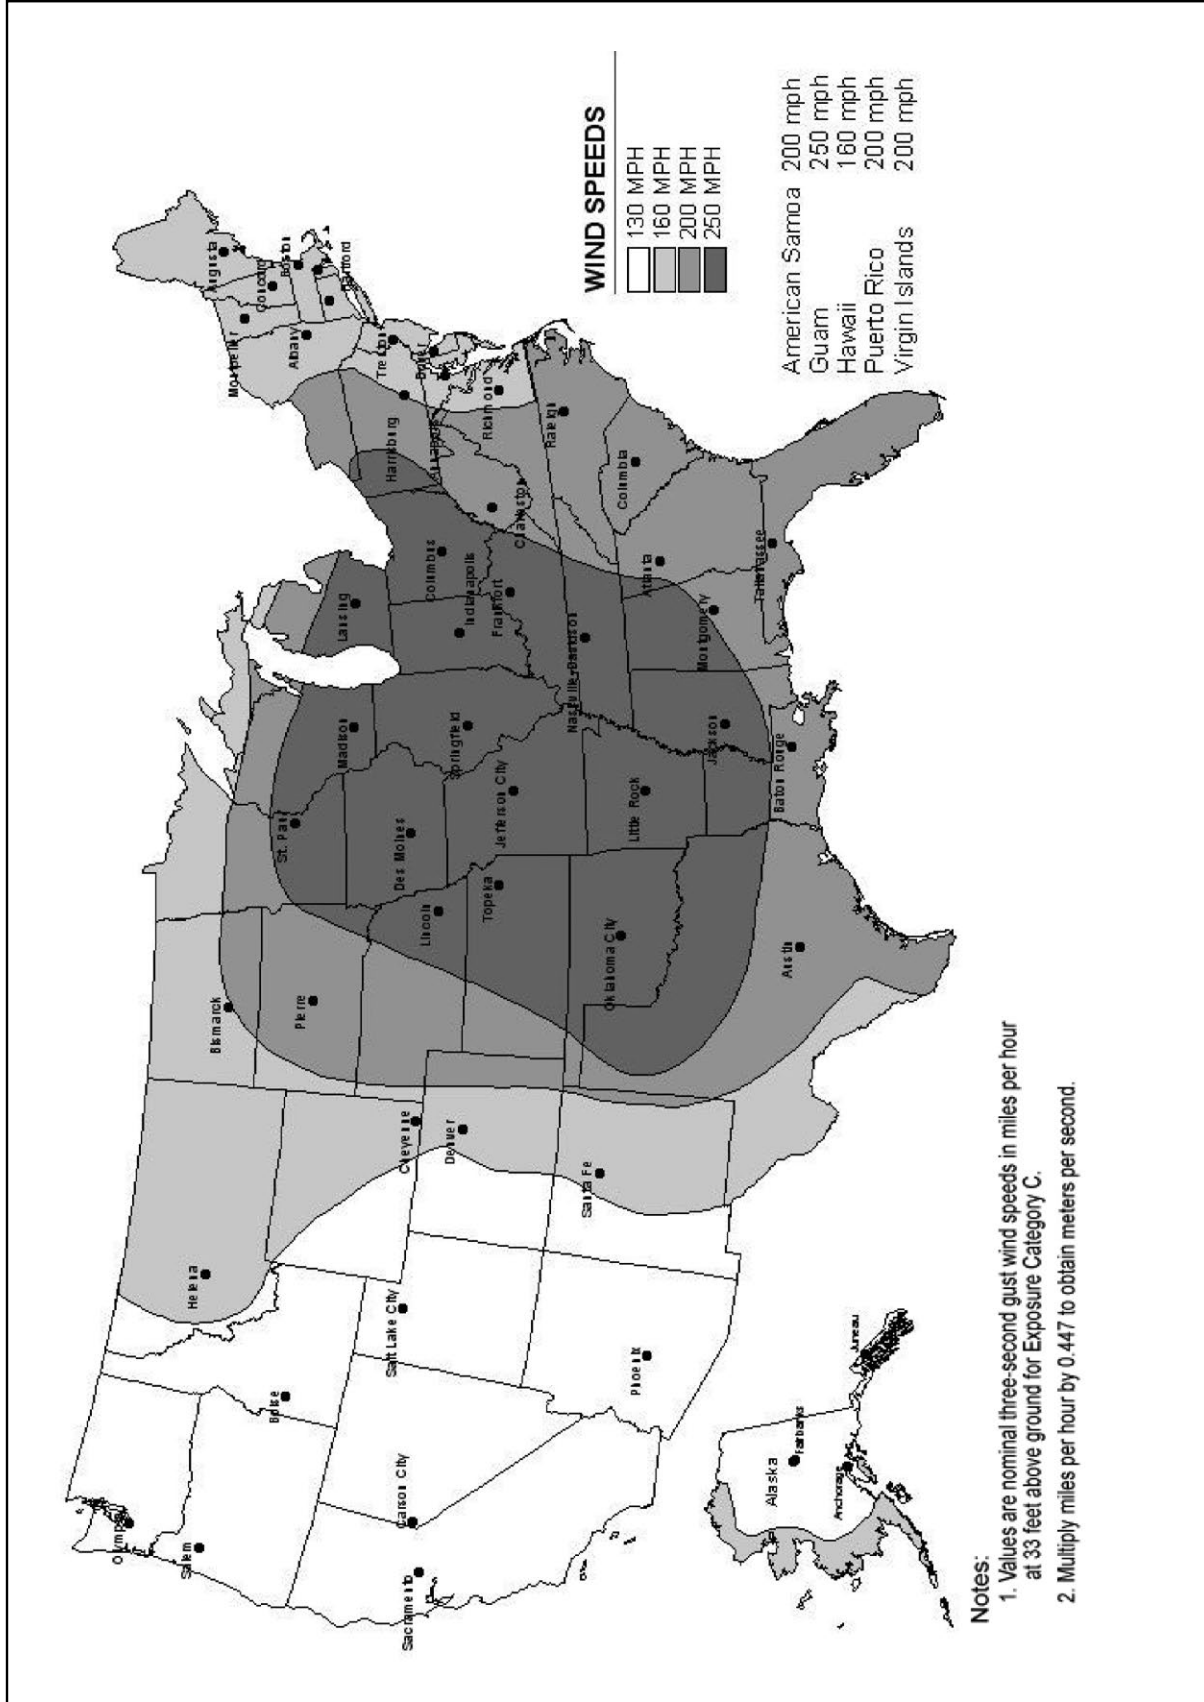 Olympia
Salem
Sacramento
Carson City
Boise
Helena
Salt Lake City
Phoenix
Cheyenne
Denver
Santa Fe
Bismarck
Pierre
Lincoln
Topeka
Oklahoma City
Austin
St. Paul
Des Moines
Jefferson City
Little Rock
Baton Rouge
Madison
Springfield
Jackson
Lansing
Indianapolis
Frankfort
Nashville-Davidson
Montgomery
Columbus
Charleston
Atlanta
Tallahassee
Columbia
Raleigh
Richmond
Harrisburg
Annapolis
Dover
Trenton
Albany
Montpelier
Concord
Augusta
Boston
Hartford
Alaska
Fairbanks
Anchorage
Juneau
WIND SPEEDS
130 MPH
160 MPH
200 MPH
250 MPH
American Samoa 200 mph
Guam 250 mph
Hawaii 160 mph
Puerto Rico 200 mph
Virgin Islands 200 mph
Notes:
1. Values are nominal three-second gust wind speeds in miles per hour
at 33 feet above ground for Exposure Category C.
2. Multiply miles per hour by 0.447 to obtain meters per second.